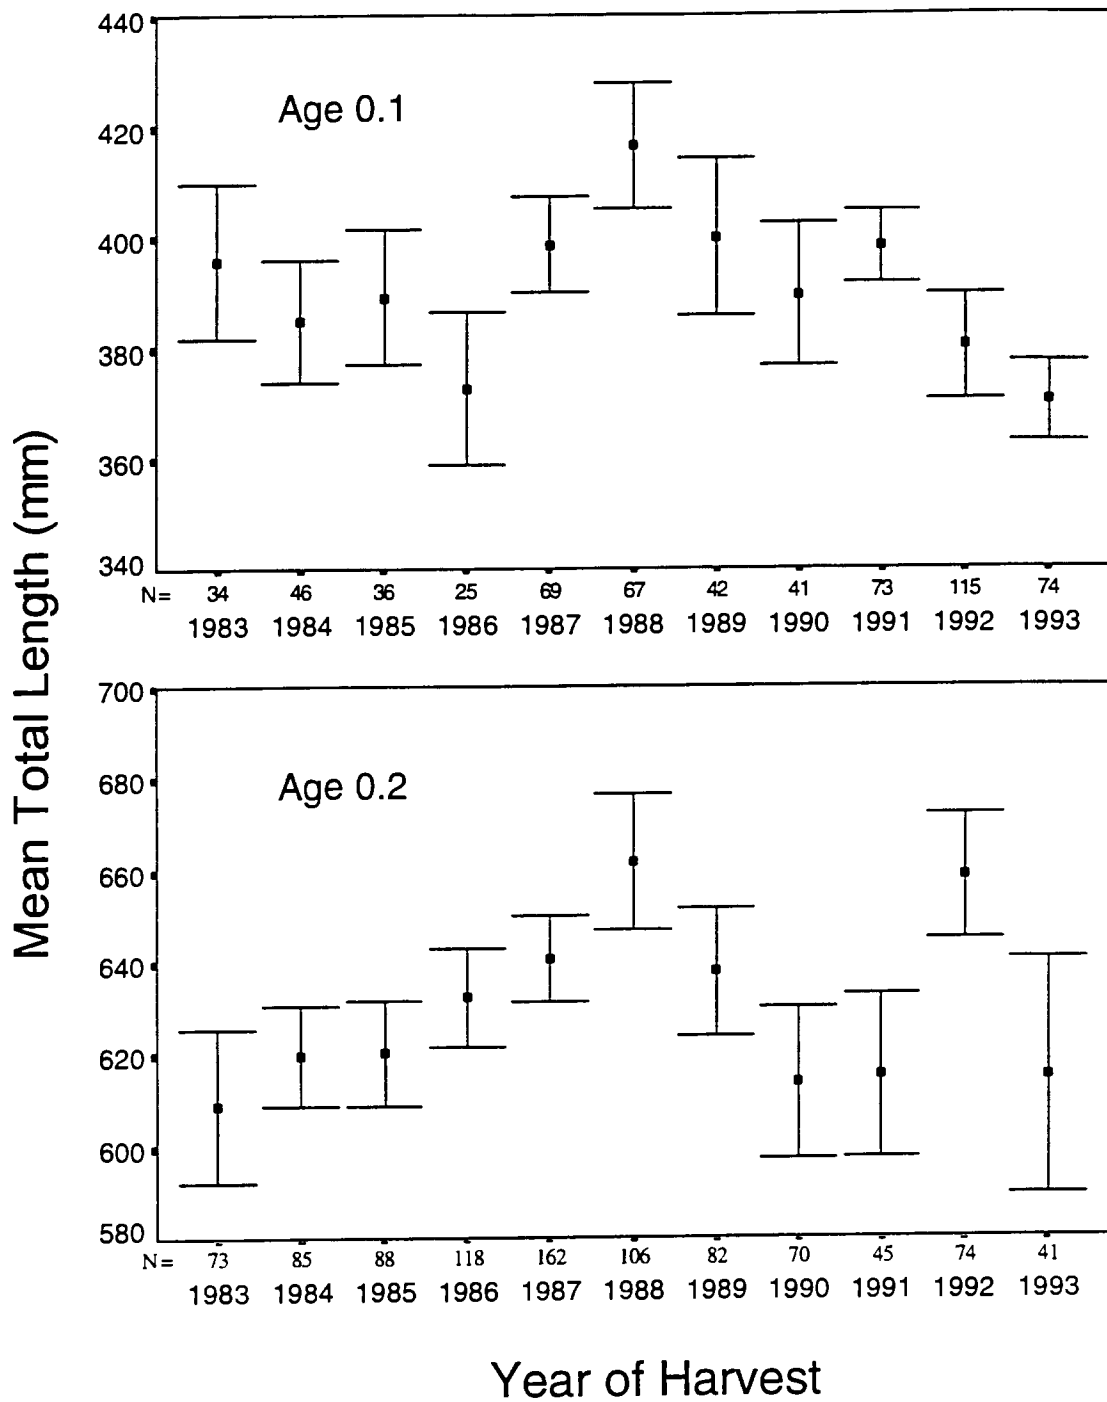 Mean Total Length (mm)
440
420
400
380
360
340
Age 0.1
N= 34 46 36 25 69 67 42 41 73 115 74
1983 1984 1985 1986 1987 1988 1989 1990 1991 1992 1993
700
680
660
640
620
600
580
Age 0.2
N= 73 85 88 118 162 106 82 70 45 74 41
1983 1984 1985 1986 1987 1988 1989 1990 1991 1992 1993
Year of Harvest